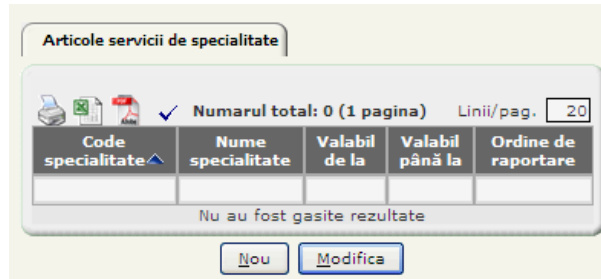 Articole servicii de specialitate
Numarul total: 0 (1 pagina) Linii/pag. 20
Code specialitate Nume specialitate Valabil de la Valabil până la Ordine de raportare
Nu au fost gasite rezultate
Nou Modifica